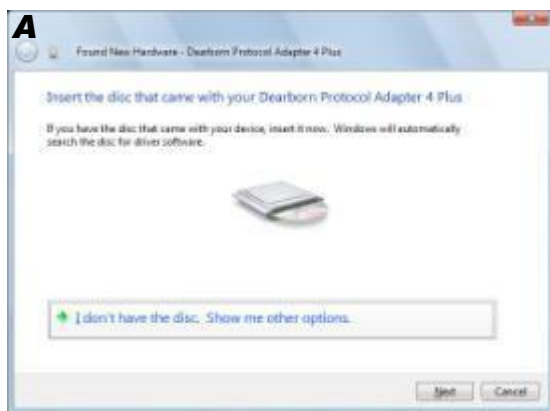 A
Found New Hardware - Dearborn Protocol Adapter 4 Plus
Insert the disc that came with your Dearborn Protocol Adapter 4 Plus
If you have the disc that came with your device, insert it now. Windows will automatically
search the disc for driver software.
I don't have the disc. Show me other options.
Next
Cancel